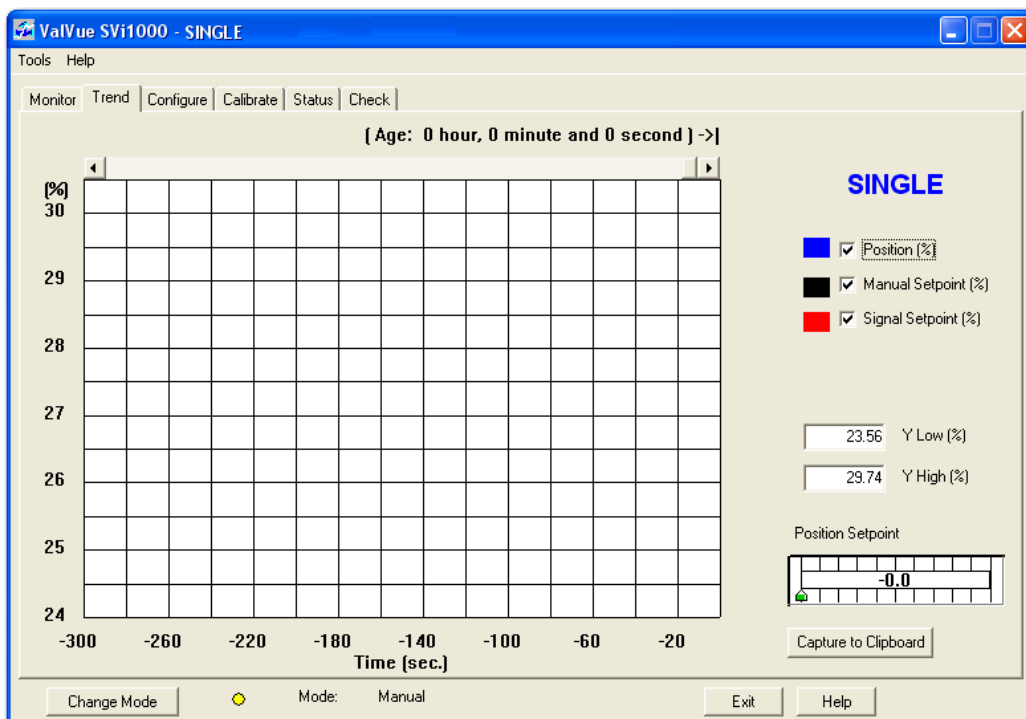 ValVue SVi1000 - SINGLE
Tools Help
Monitor Trend Configure Calibrate Status Check
( Age: 0 hour, 0 minute and 0 second ) ->|
(%)
30
29
28
27
26
25
24
-300 -260 -220 -180 -140 -100 -60 -20
Time (sec.)
SINGLE
Position (%)
Manual Setpoint (%)
Signal Setpoint (%)
23.56 Y Low (%)
29.74 Y High (%)
Position Setpoint
-0.0
Capture to Clipboard
Change Mode Mode: Manual Exit Help